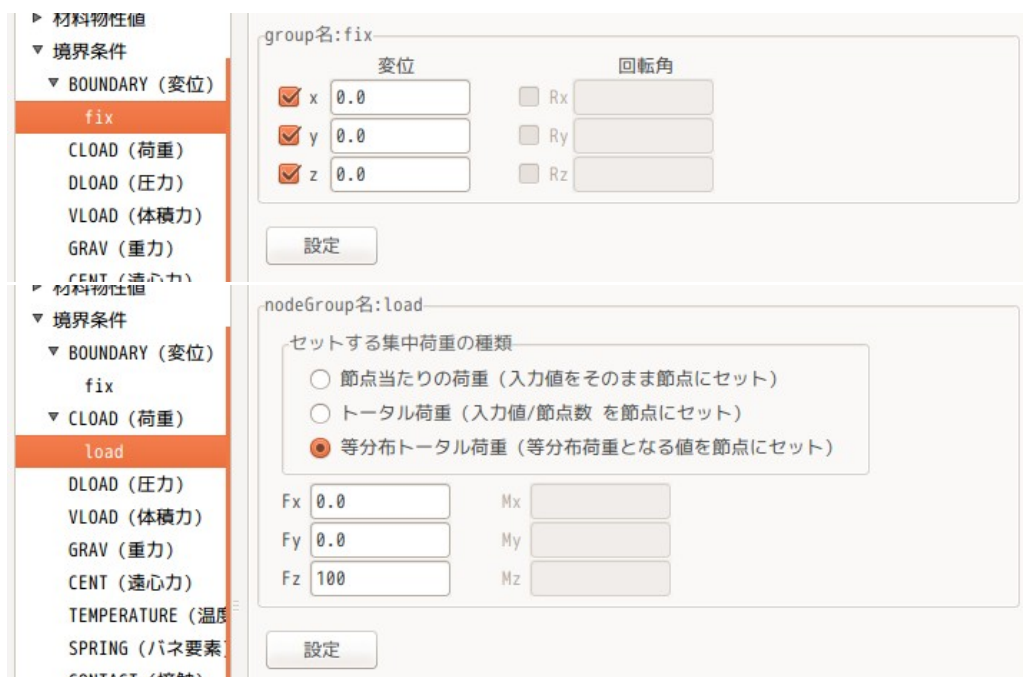 材料物性値
境界条件
BOUNDARY (変位)
fix
CLOAD (荷重)
DLOAD (圧力)
VLOAD (体積力)
GRAV (重力)
CENT (遠心力)
group名:fix
変位 回転角
x 0.0 Rx
y 0.0 Ry
z 0.0 Rz
設定
材料物性値
境界条件
BOUNDARY (変位)
fix
CLOAD (荷重)
load
DLOAD (圧力)
VLOAD (体積力)
GRAV (重力)
CENT (遠心力)
TEMPERATURE (温度
SPRING (バネ要素)
CONTACT (接触)
nodeGroup名:load
セットする集中荷重の種類
節点当たりの荷重 (入力値をそのまま節点にセット)
トータル荷重 (入力値/節点数 を節点にセット)
等分布トータル荷重 (等分布荷重となる値を節点にセット)
Fx 0.0 Mx
Fy 0.0 My
Fz 100 Mz
設定